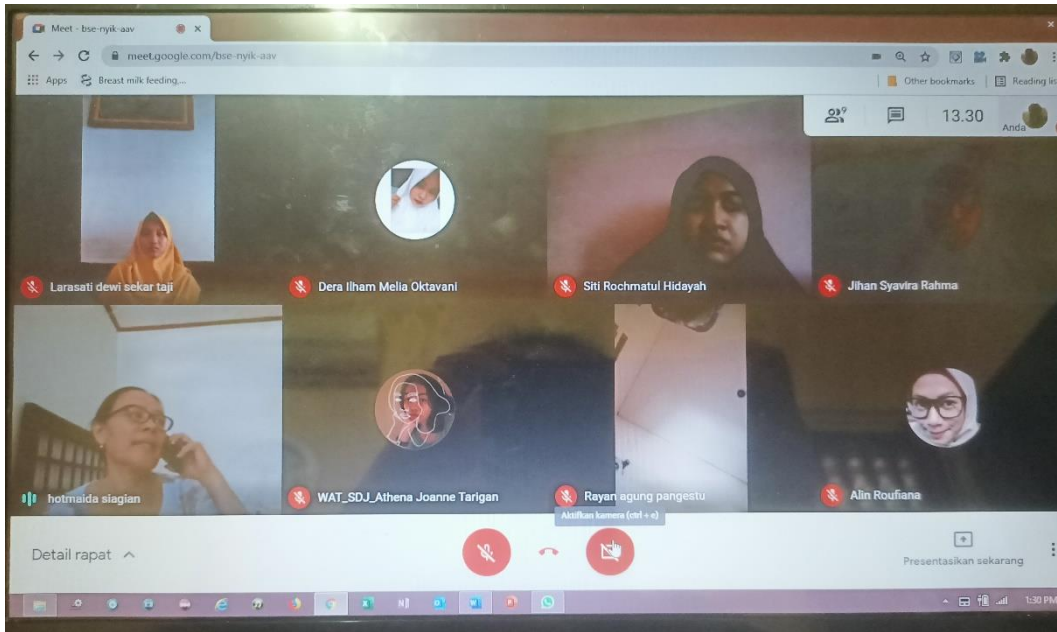 Meet - bse-nyik-aav
meet.google.com/bse-nyik-aav
Apps Breast milk feeding,...
Other bookmarks Reading lis
9 13.30 Anda
Larasati dewi sekar taji
Dera Ilham Melia Oktavani
Siti Rochmatul Hidayah
Jihan Syavira Rahma
hotmaida siagian
WAT_SDJ_Athena Joanne Tarigan
Rayan agung pangestu
Alin Roufiana
Aktifkan kamera (ctrl + e)
Detail rapat
Presentasikan sekarang
1:30 PM